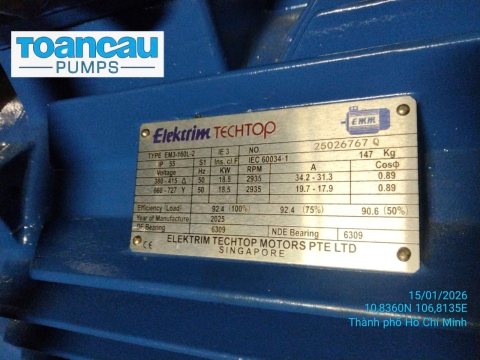 TOANCAU
PUMPS
Elektrim TECHTOP
EMM
TYPE EM3-160L-2 IE 3 NO. 25026767 Q
IP 55 S1 Ins. cl.F IEC 60034-1 147 Kg
Voltage Hz KW RPM A CosΦ
380 - 415 Δ 50 18.5 2935 34.2 - 31.3 0.89
660 - 727 Y 50 18.5 2935 19.7 - 17.9 0.89
Efficiency (Load) 92.4 (100%) 92.4 (75%) 90.6 (50%)
Year of Manufacture 2025
DE Bearing 6309 NDE Bearing 6309
CE ELEKTRIM TECHTOP MOTORS PTE LTD
SINGAPORE
15/01/2026
10,8360N 106,8135E
Thành phố Hồ Chí Minh